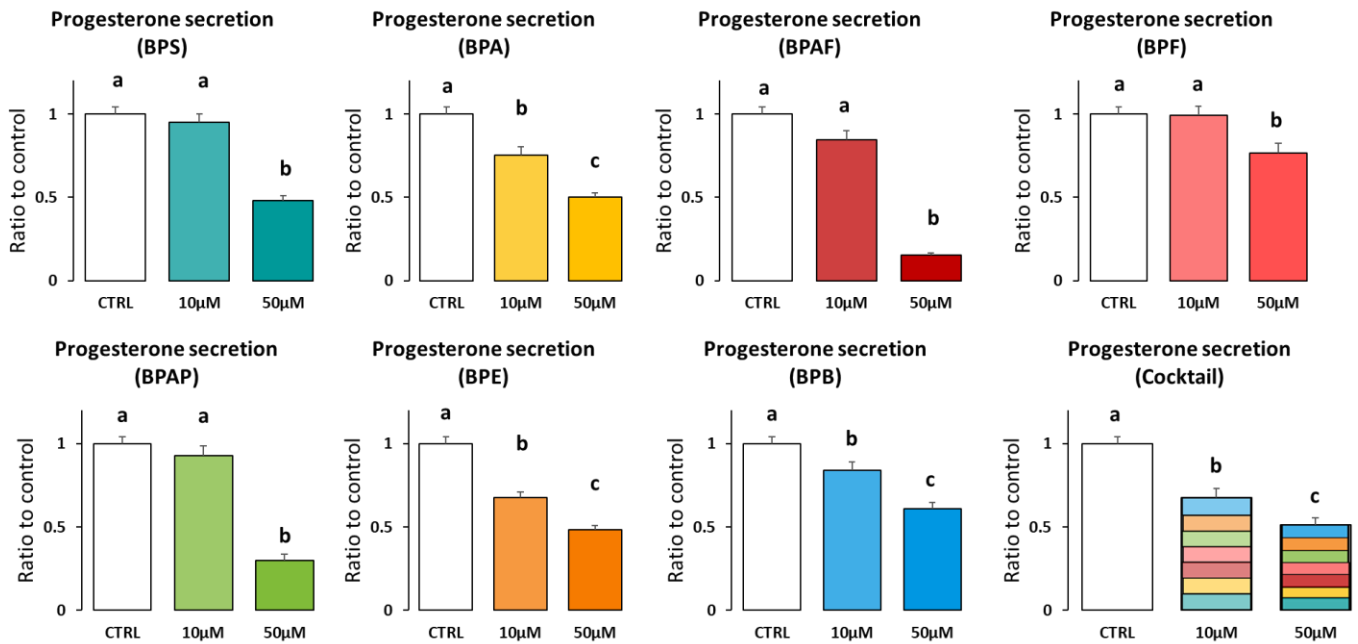 Progesterone secretion
(BPS)
a
a
b
Ratio to control
1
0.5
0
CTRL
10µM
50µM
Progesterone secretion
(BPA)
a
b
c
Ratio to control
1
0.5
0
CTRL
10µM
50µM
Progesterone secretion
(BPAF)
a
a
b
Ratio to control
1
0.5
0
CTRL
10µM
50µM
Progesterone secretion
(BPF)
a
a
b
Ratio to control
1
0.5
0
CTRL
10µM
50µM
Progesterone secretion
(BPAP)
a
a
b
Ratio to control
1
0.5
0
CTRL
10µM
50µM
Progesterone secretion
(BPE)
a
b
c
Ratio to control
1
0.5
0
CTRL
10µM
50µM
Progesterone secretion
(BPB)
a
b
c
Ratio to control
1
0.5
0
CTRL
10µM
50µM
Progesterone secretion
(Cocktail)
a
b
c
Ratio to control
1
0.5
0
CTRL
10µM
50µM